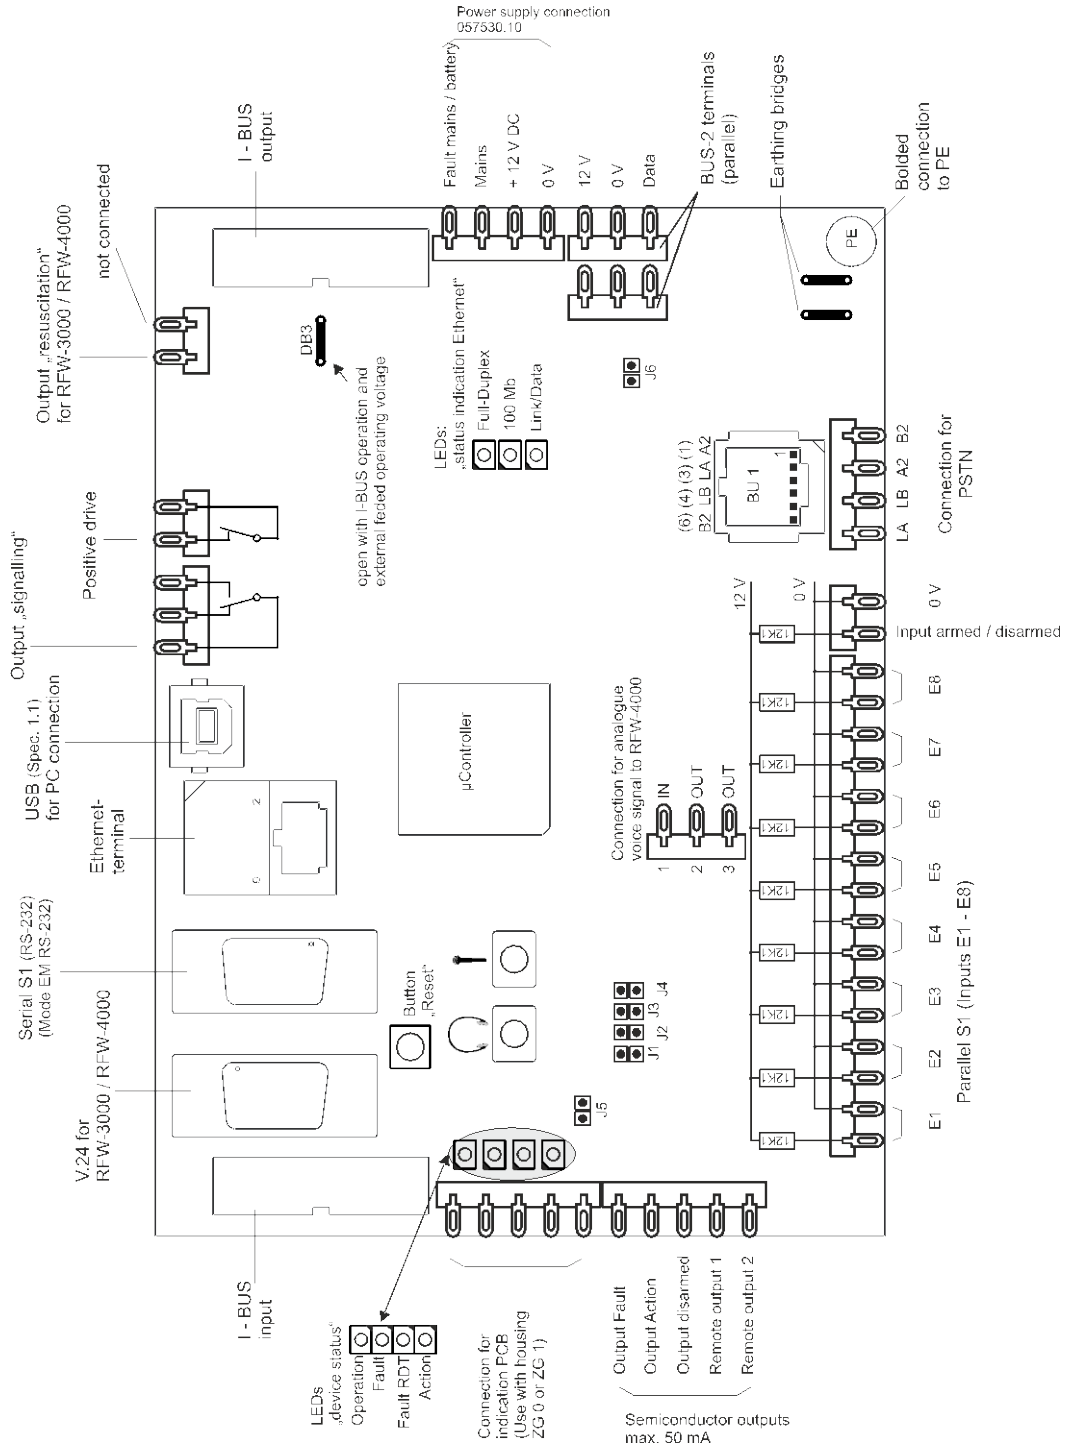 Power supply connection
057530.10
Fault mains / battery
Mains
+ 12 V DC
0 V
12 V
0 V
Data
BUS-2 terminals
(parallel)
Earthing bridges
Bolded
connection
to PE
PE
I - BUS
output
not connected
Output „resuscitation“
for RFW-3000 / RFW-4000
DB3
open with I-BUS operation and
external feded operating voltage
LEDs:
„status indication Ethernet“
Full-Duplex
100 Mb
Link/Data
J6
Positive drive
Output „signalling“
(6) (4) (3) (1)
B2 LB LA A2
BU 1
1
LA LB A2 B2
Connection for
PSTN
12 V
0 V
0 V
Input armed / disarmed
USB (Spec. 1.1)
for PC connection
Ethernet-
terminal
2
9
µController
Connection for analogue
voice signal to RFW-4000
IN
OUT
OUT
1
2
3
12K1
12K1
12K1
12K1
12K1
12K1
12K1
12K1
12K1
E8
E7
E6
E5
E4
E3
E2
E1
Parallel S1 (Inputs E1 - E8)
Serial S1 (RS-232)
(Mode EM RS-232)
V.24 for
RFW-3000 / RFW-4000
Button
„Reset“
J1 J2 J3 J4
J5
I - BUS
input
LEDs
„device status“
Operation
Fault
Fault RDT
Action
Connection for
indication PCB
(Use with housing
ZG 0 or ZG 1)
Output Fault
Output Action
Output disarmed
Remote output 1
Remote output 2
Semiconductor outputs
max. 50 mA